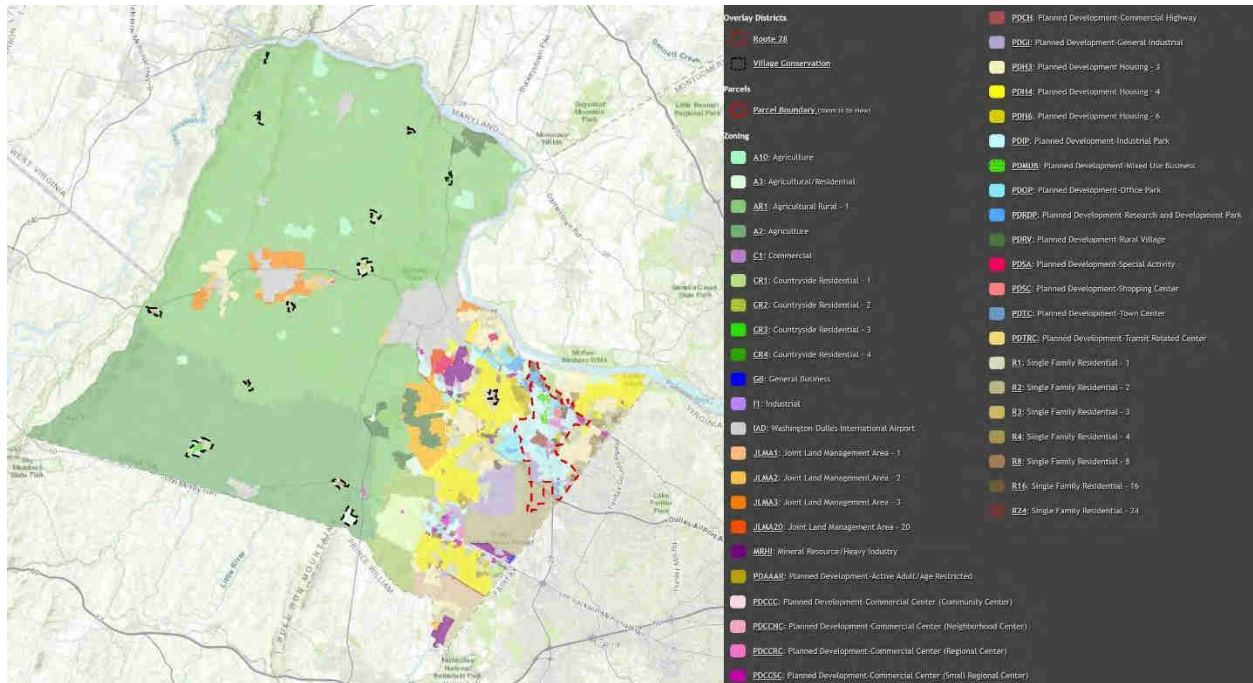 Overlay Districts
Route 28
Village Conservation
Parcels
Parcel Boundary (zoom in to view)
Zoning
A10: Agriculture
A3: Agricultural/Residential
AR1: Agricultural Rural - 1
A2: Agriculture
C1: Commercial
CR1: Countryside Residential - 1
CR2: Countryside Residential - 2
CR3: Countryside Residential - 3
CR4: Countryside Residential - 4
GB: General Business
I1: Industrial
IAD: Washington Dulles International Airport
JLMA1: Joint Land Management Area - 1
JLMA2: Joint Land Management Area - 2
JLMA3: Joint Land Management Area - 3
JLMA20: Joint Land Management Area - 20
MRHI: Mineral Resource/Heavy Industry
PDAAAR: Planned Development-Active Adult/Age Restricted
PDCCC: Planned Development-Commercial Center (Community Center)
PDCCNC: Planned Development-Commercial Center (Neighborhood Center)
PDCCRC: Planned Development-Commercial Center (Regional Center)
PDCCSC: Planned Development-Commercial Center (Small Regional Center)
PDCH: Planned Development-Commercial Highway
PDGI: Planned Development-General Industrial
PDH3: Planned Development Housing - 3
PDH4: Planned Development Housing - 4
PDH6: Planned Development Housing - 6
PDIP: Planned Development-Industrial Park
PDMUB: Planned Development-Mixed Use Business
PDOP: Planned Development-Office Park
PDRDP: Planned Development-Research and Development Park
PDRV: Planned Development-Rural Village
PDSA: Planned Development-Special Activity
PDSC: Planned Development-Shopping Center
PDTC: Planned Development-Town Center
PDTRC: Planned Development-Transit Related Center
R1: Single Family Residential - 1
R2: Single Family Residential - 2
R3: Single Family Residential - 3
R4: Single Family Residential - 4
R8: Single Family Residential - 8
R16: Single Family Residential - 16
R24: Single Family Residential - 24
MARYLAND
WEST VIRGINIA
VIRGINIA
PRINCE WILLIAM
FAIRFAX
Little River
Lake Fairfax Park